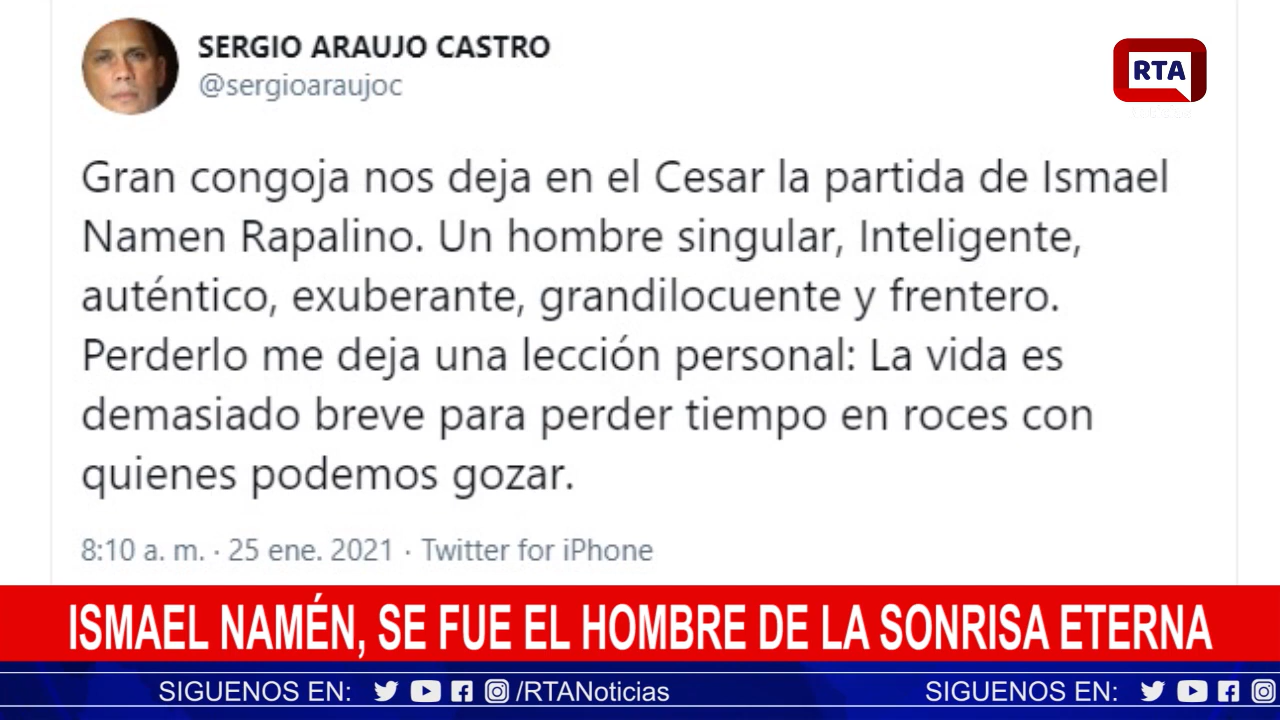 SERGIO ARAUJO CASTRO
@sergioaraujoc
RTA
Gran congoja nos deja en el Cesar la partida de Ismael
Namen Rapalino. Un hombre singular, Inteligente,
auténtico, exuberante, grandilocuente y frentero.
Perderlo me deja una lección personal: La vida es
demasiado breve para perder tiempo en roces con
quienes podemos gozar.
8:10 a. m. · 25 ene. 2021 · Twitter for iPhone
ISMAEL NAMÉN, SE FUE EL HOMBRE DE LA SONRISA ETERNA
SIGUENOS EN: /RTANoticias SIGUENOS EN: